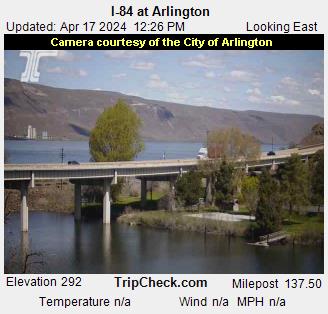 I-84 at Arlington
Updated: Apr 17 2024 12:26 PM Looking East
Camera courtesy of the City of Arlington
Elevation 292 TripCheck.com Milepost 137.50
Temperature n/a Wind n/a MPH n/a